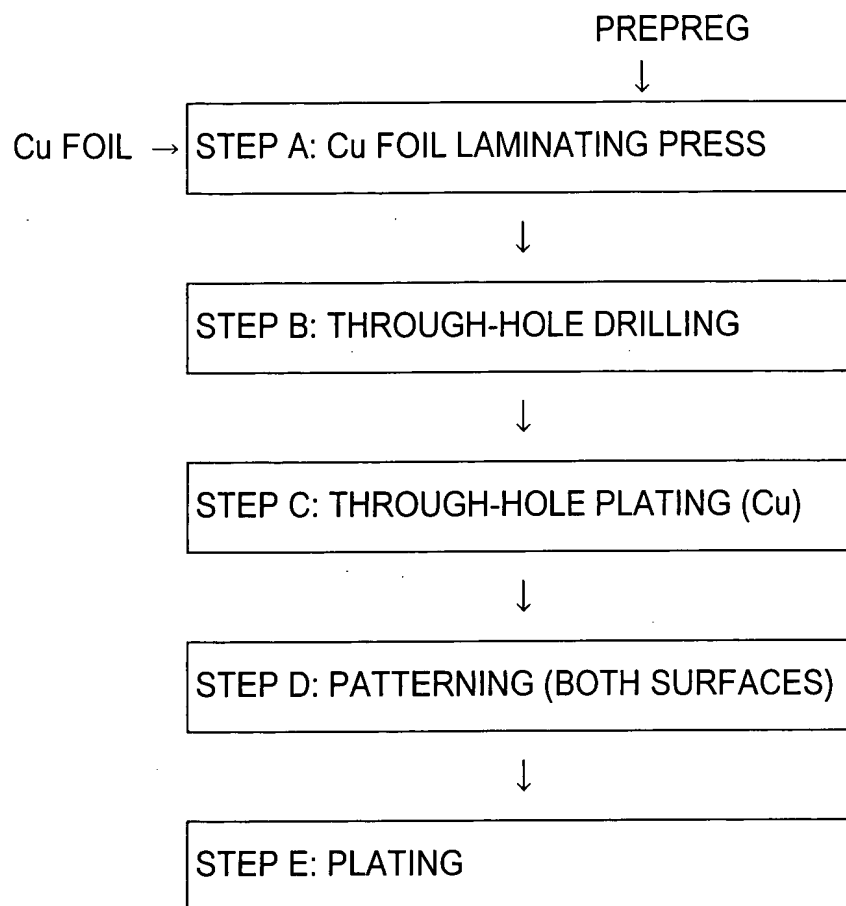 PREPREG
↓
Cu FOIL → STEP A: Cu FOIL LAMINATING PRESS
↓
STEP B: THROUGH-HOLE DRILLING
↓
STEP C: THROUGH-HOLE PLATING (Cu)
↓
STEP D: PATTERNING (BOTH SURFACES)
↓
STEP E: PLATING